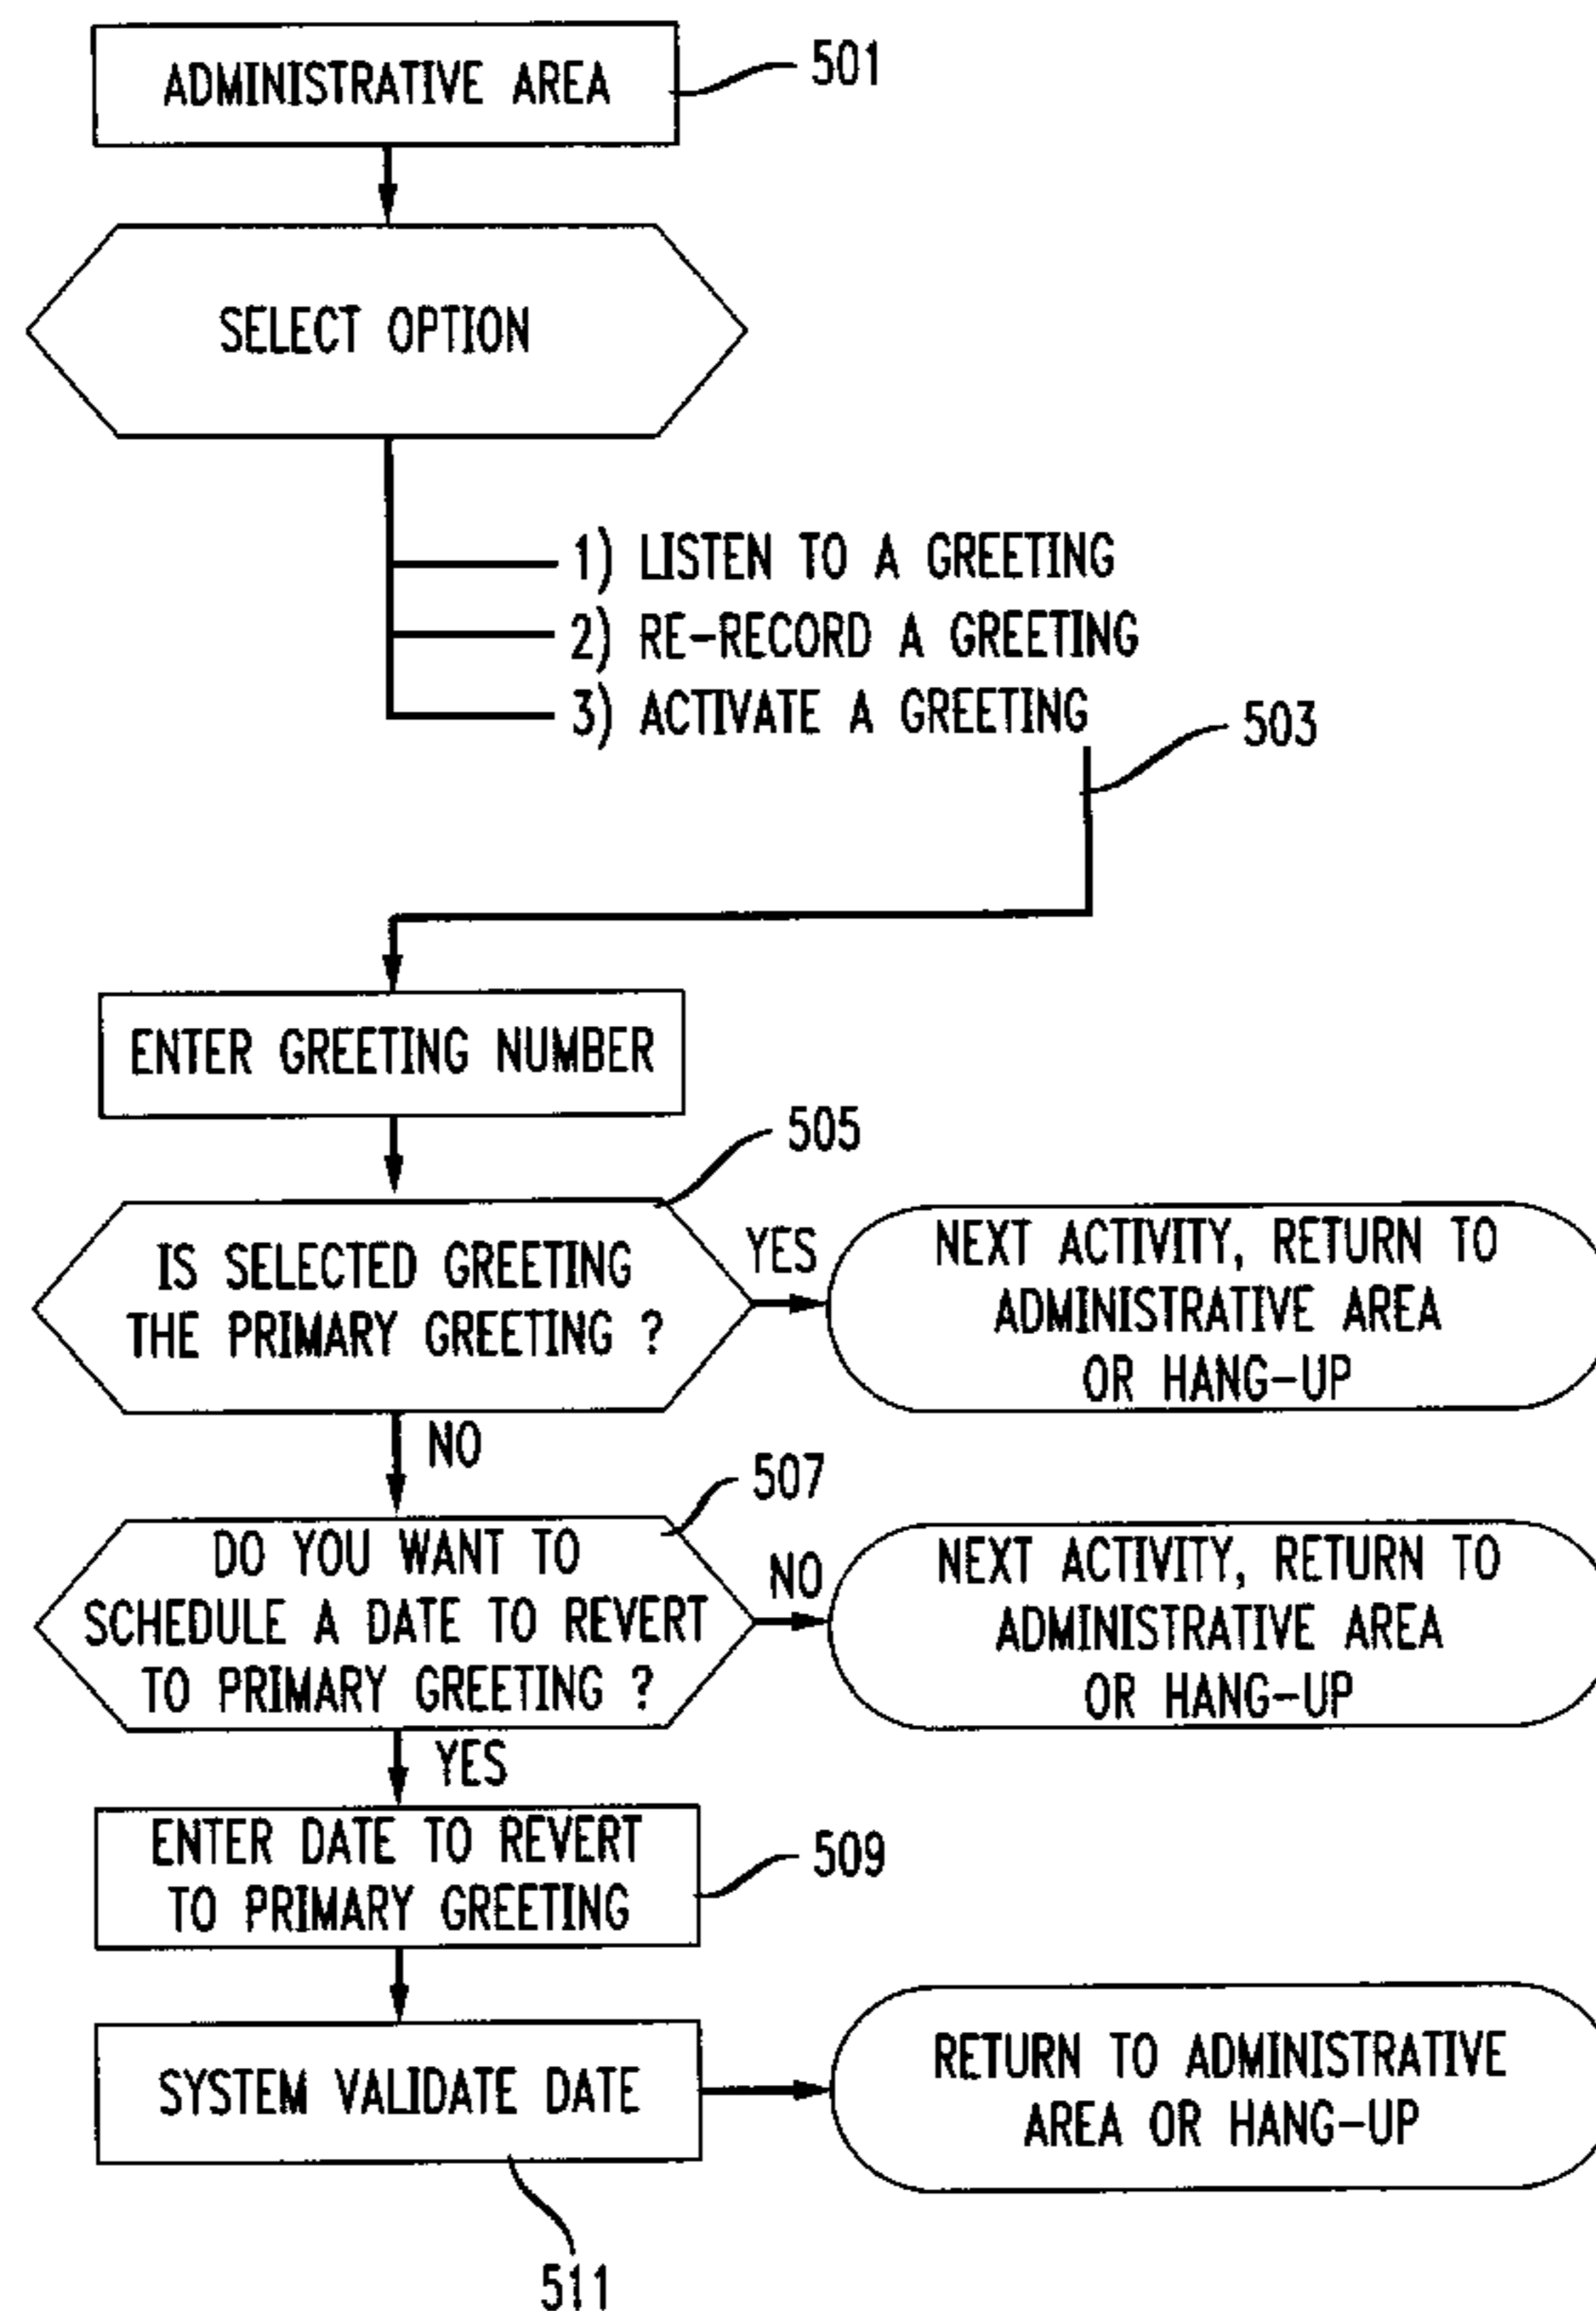 ADMINISTRATIVE AREA
501
SELECT OPTION
1) LISTEN TO A GREETING
2) RE-RECORD A GREETING
3) ACTIVATE A GREETING
503
ENTER GREETING NUMBER
505
IS SELECTED GREETING
THE PRIMARY GREETING ?
YES
NEXT ACTIVITY, RETURN TO
ADMINISTRATIVE AREA
OR HANG-UP
NO
507
DO YOU WANT TO
SCHEDULE A DATE TO REVERT
TO PRIMARY GREETING ?
NO
NEXT ACTIVITY, RETURN TO
ADMINISTRATIVE AREA
OR HANG-UP
YES
ENTER DATE TO REVERT
TO PRIMARY GREETING
509
SYSTEM VALIDATE DATE
RETURN TO ADMINISTRATIVE
AREA OR HANG-UP
511